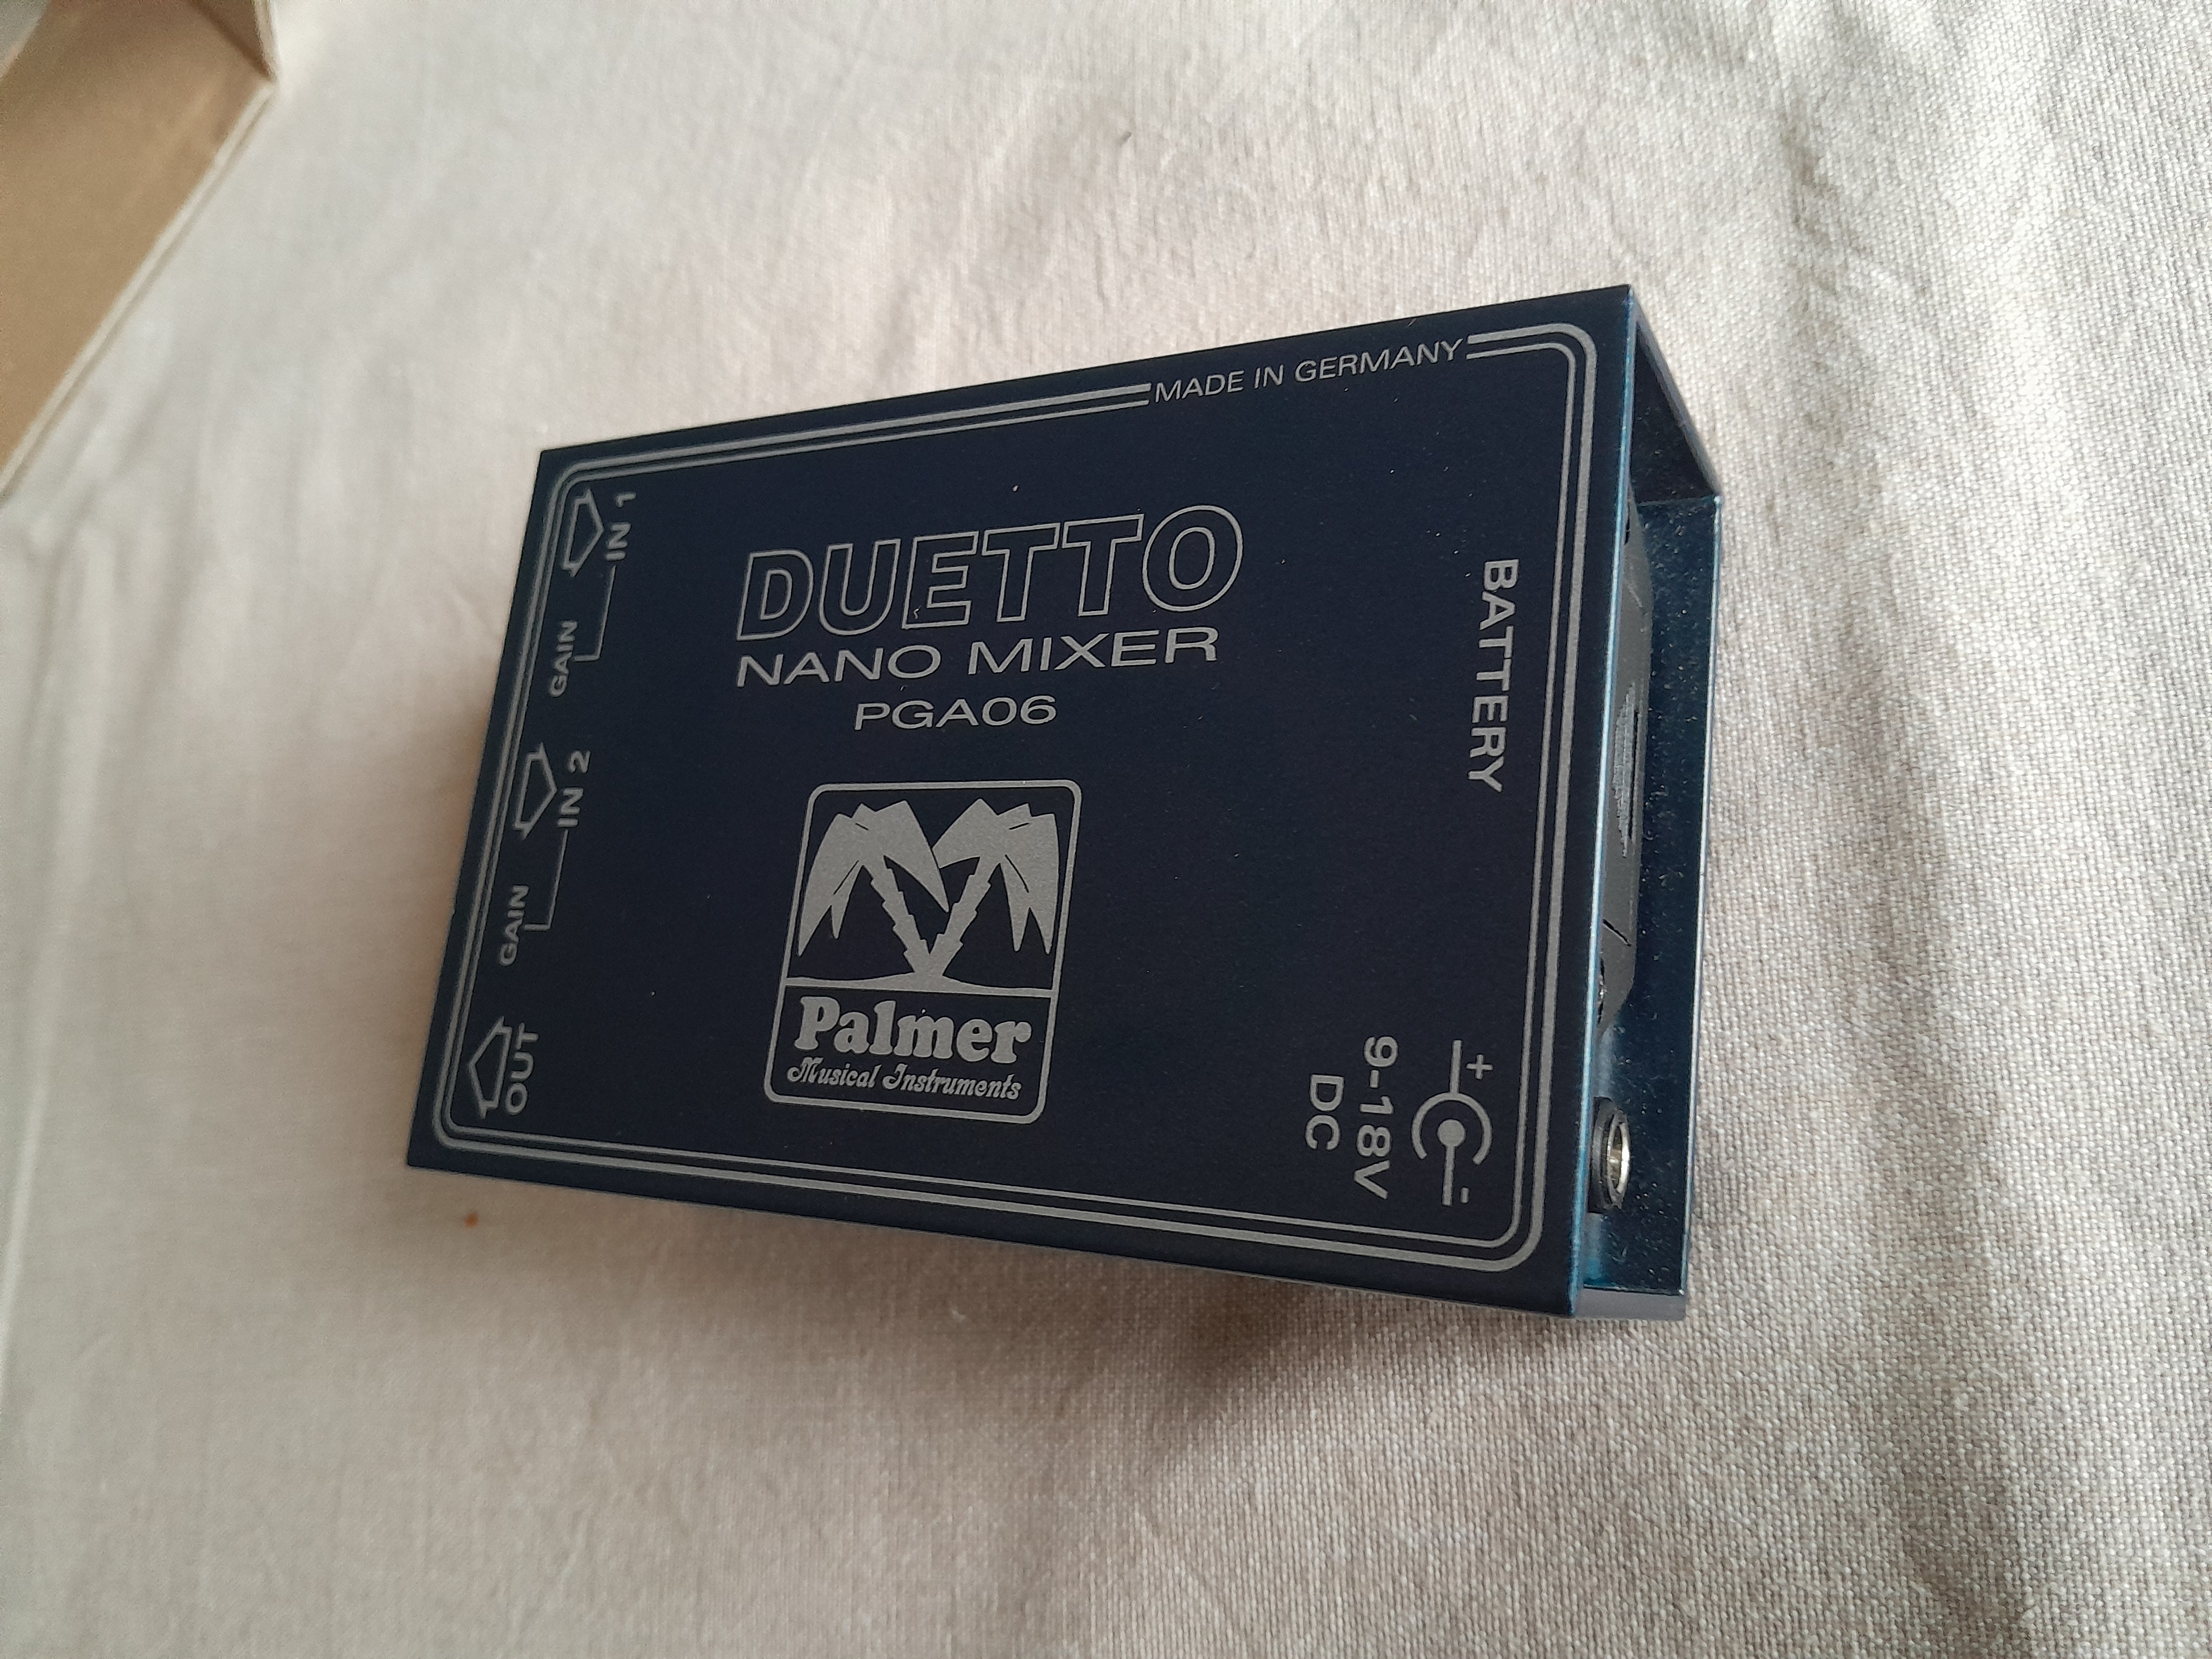 MADE IN GERMANY
DUETTO
NANO MIXER
PGA06
Palmer
Musical Instruments
IN 1
GAIN
IN 2
GAIN
OUT
BATTERY
+ -
9-18V
DC